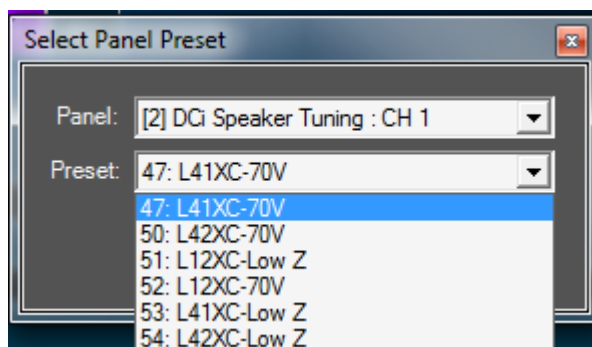 Select Panel Preset
Panel: [2] DCi Speaker Tuning : CH 1
Preset: 47: L41XC-70V
47: L41XC-70V
50: L42XC-70V
51: L12XC-Low Z
52: L12XC-70V
53: L41XC-Low Z
54: L42XC-Low Z